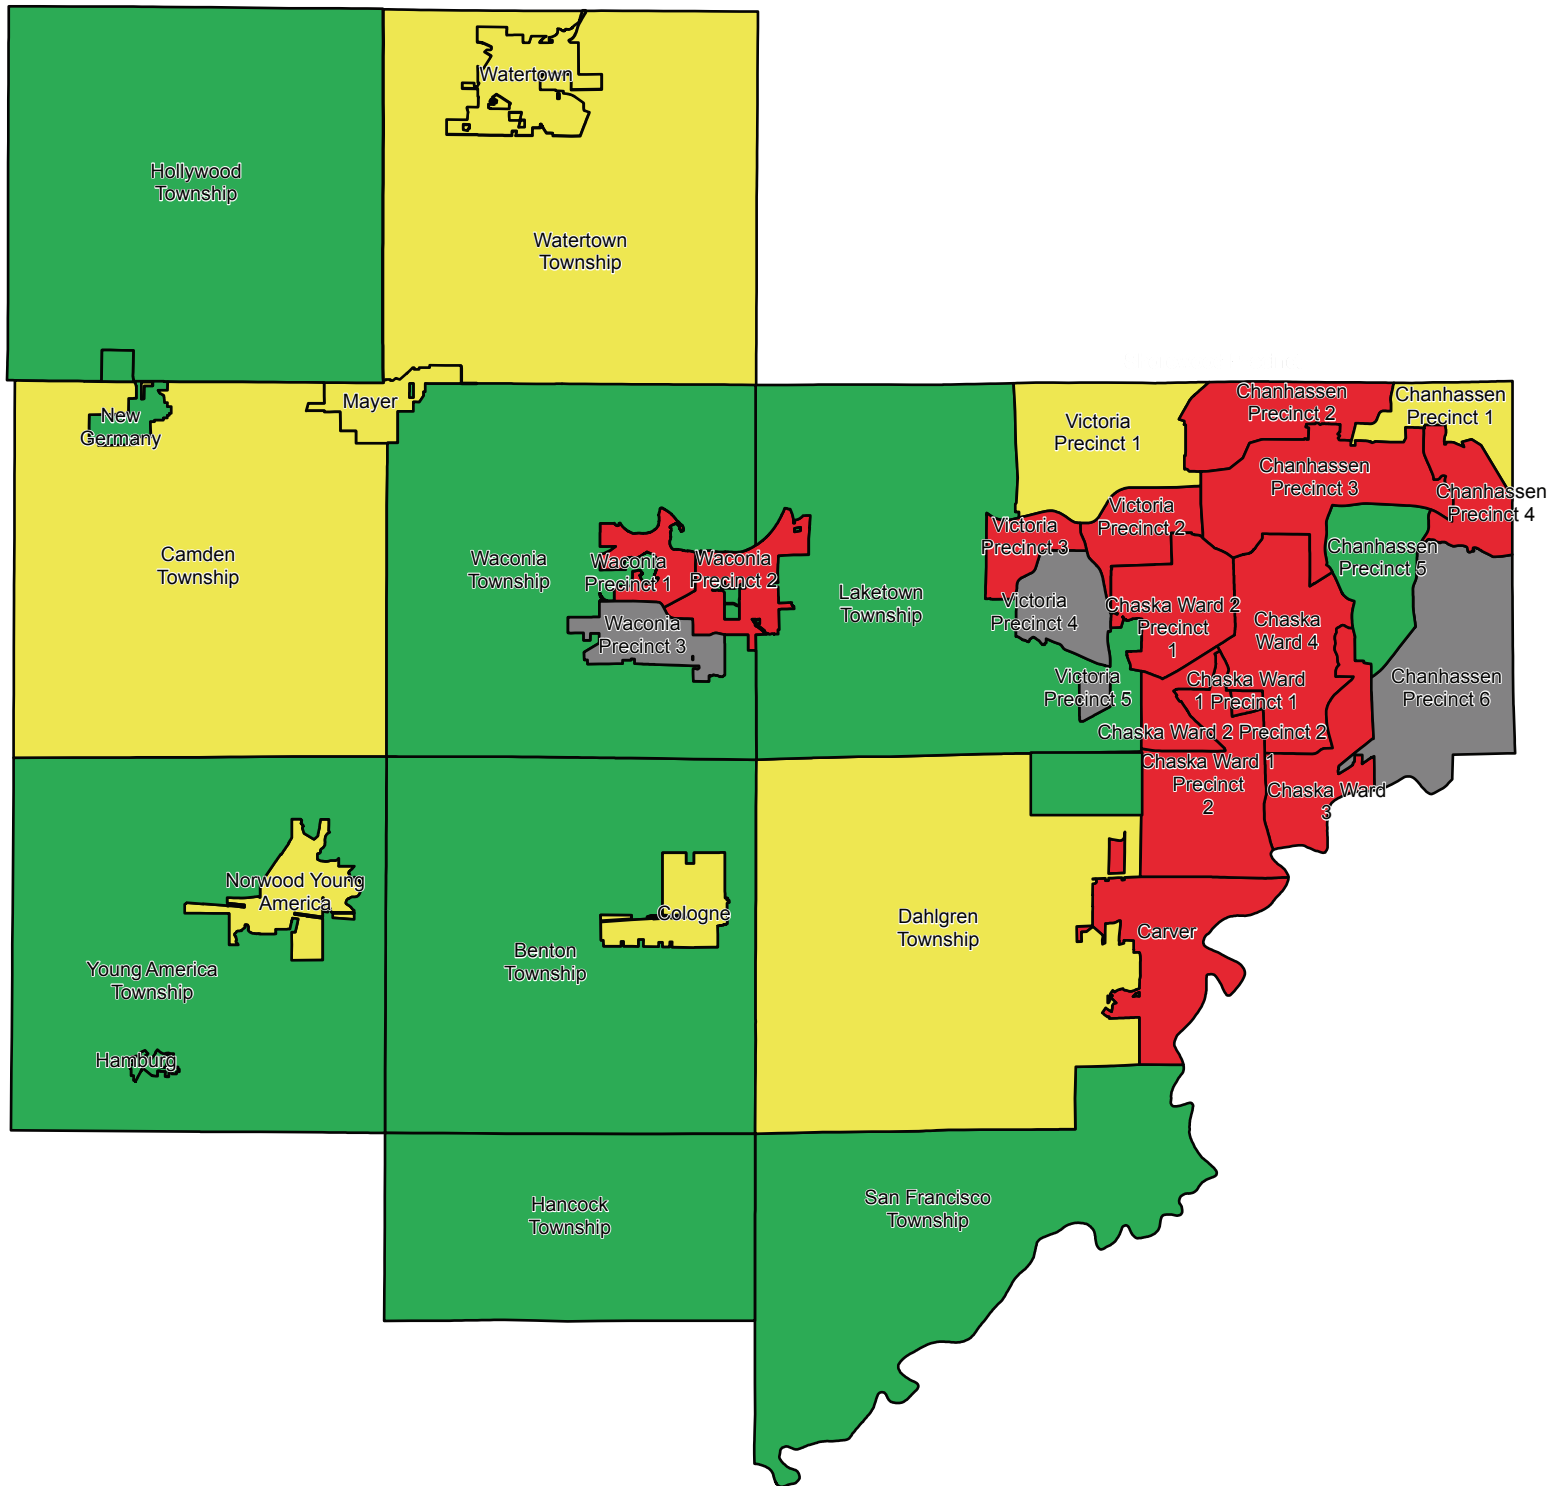 Watertown
Hollywood
Township
Watertown
Township
New
Germany
Mayer
Victoria
Precinct 1
Chanhassen
Precinct 2
Chanhassen
Precinct 1
Chanhassen
Precinct 3
Chanhassen
Precinct 4
Camden
Township
Waconia
Township
Waconia
Precinct 1
Waconia
Precinct 2
Waconia
Precinct 3
Laketown
Township
Victoria
Precinct 3
Victoria
Precinct 2
Victoria
Precinct 4
Victoria
Precinct 5
Chanhassen
Precinct 5
Chaska Ward 2
Precinct
1
Chaska
Ward 4
Chaska Ward
1 Precinct 1
Chanhassen
Precinct 6
Chaska Ward 2 Precinct 2
Chaska Ward 1
Precinct
2
Chaska Ward
3
Norwood Young
America
Cologne
Dahlgren
Township
Carver
Young America
Township
Benton
Township
Hamburg
Hancock
Township
San Francisco
Township